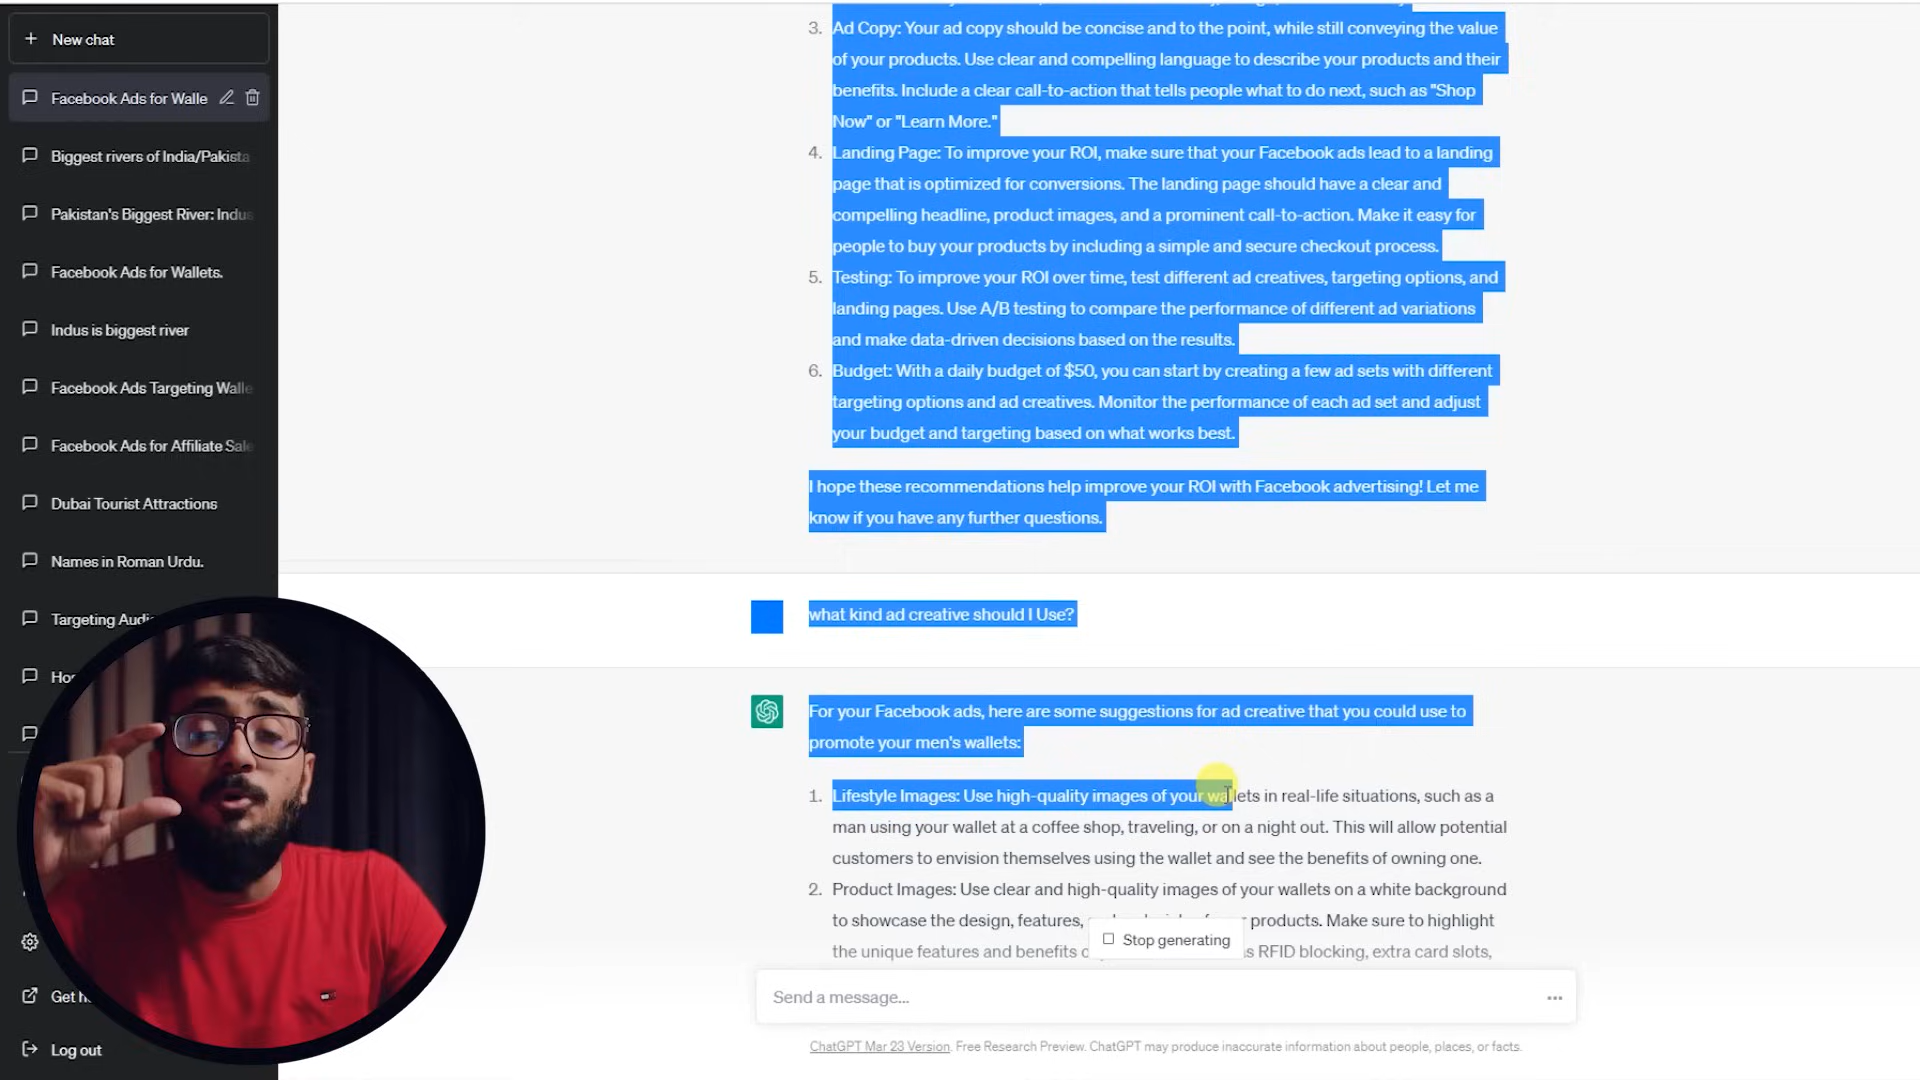 New chat
Facebook Ads for Walle
Biggest rivers of India/Pakista
Pakistan's Biggest River: Indus
Facebook Ads for Wallets.
Indus is biggest river
Facebook Ads Targeting Walle
Facebook Ads for Affiliate Sale
Dubai Tourist Attractions
Names in Roman Urdu.
Targeting Audi
Log out
3. Ad Copy: Your ad copy should be concise and to the point, while still conveying the value
of your products. Use clear and compelling language to describe your products and their
benefits. Include a clear call-to-action that tells people what to do next, such as "Shop
Now" or "Learn More."
4. Landing Page: To improve your ROI, make sure that your Facebook ads lead to a landing
page that is optimized for conversions. The landing page should have a clear and
compelling headline, product images, and a prominent call-to-action. Make it easy for
people to buy your products by including a simple and secure checkout process.
5. Testing: To improve your ROI over time, test different ad creatives, targeting options, and
landing pages. Use A/B testing to compare the performance of different ad variations
and make data-driven decisions based on the results.
6. Budget: With a daily budget of $50, you can start by creating a few ad sets with different
targeting options and ad creatives. Monitor the performance of each ad set and adjust
your budget and targeting based on what works best.
I hope these recommendations help improve your ROI with Facebook advertising! Let me
know if you have any further questions.
what kind ad creative should I Use?
For your Facebook ads, here are some suggestions for ad creative that you could use to
promote your men's wallets:
1. Lifestyle Images: Use high-quality images of your wallets in real-life situations, such as a
man using your wallet at a coffee shop, traveling, or on a night out. This will allow potential
customers to envision themselves using the wallet and see the benefits of owning one.
2. Product Images: Use clear and high-quality images of your wallets on a white background
to showcase the design, features, products. Make sure to highlight
the unique features and benefits RFID blocking, extra card slots,
Stop generating
Send a message...
ChatGPT Mar 23 Version. Free Research Preview. ChatGPT may produce inaccurate information about people, places, or facts.